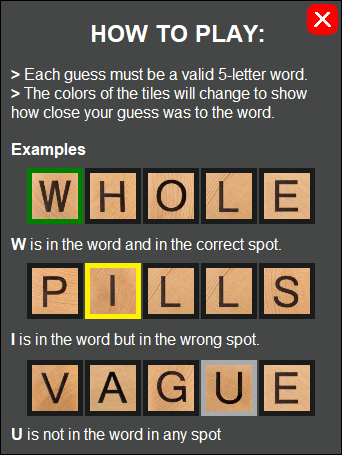 HOW TO PLAY:
> Each guess must be a valid 5-letter word.
> The colors of the tiles will change to show
how close your guess was to the word.
Examples
W H O L E
W is in the word and in the correct spot.
P I L L S
I is in the word but in the wrong spot.
V A G U E
U is not in the word in any spot